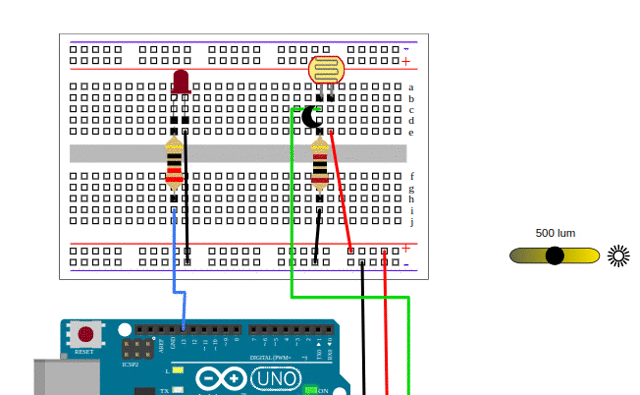 -
+
a
b
c
d
e
f
g
h
i
j
+
-
500 lum
RESET
ICSP2
AREF
GND
13
12
~11
~10
~9
8
7
~6
~5
4
~3
2
TX▸1
RX◂0
DIGITAL (PWM~)
L
TX
UNO
ON